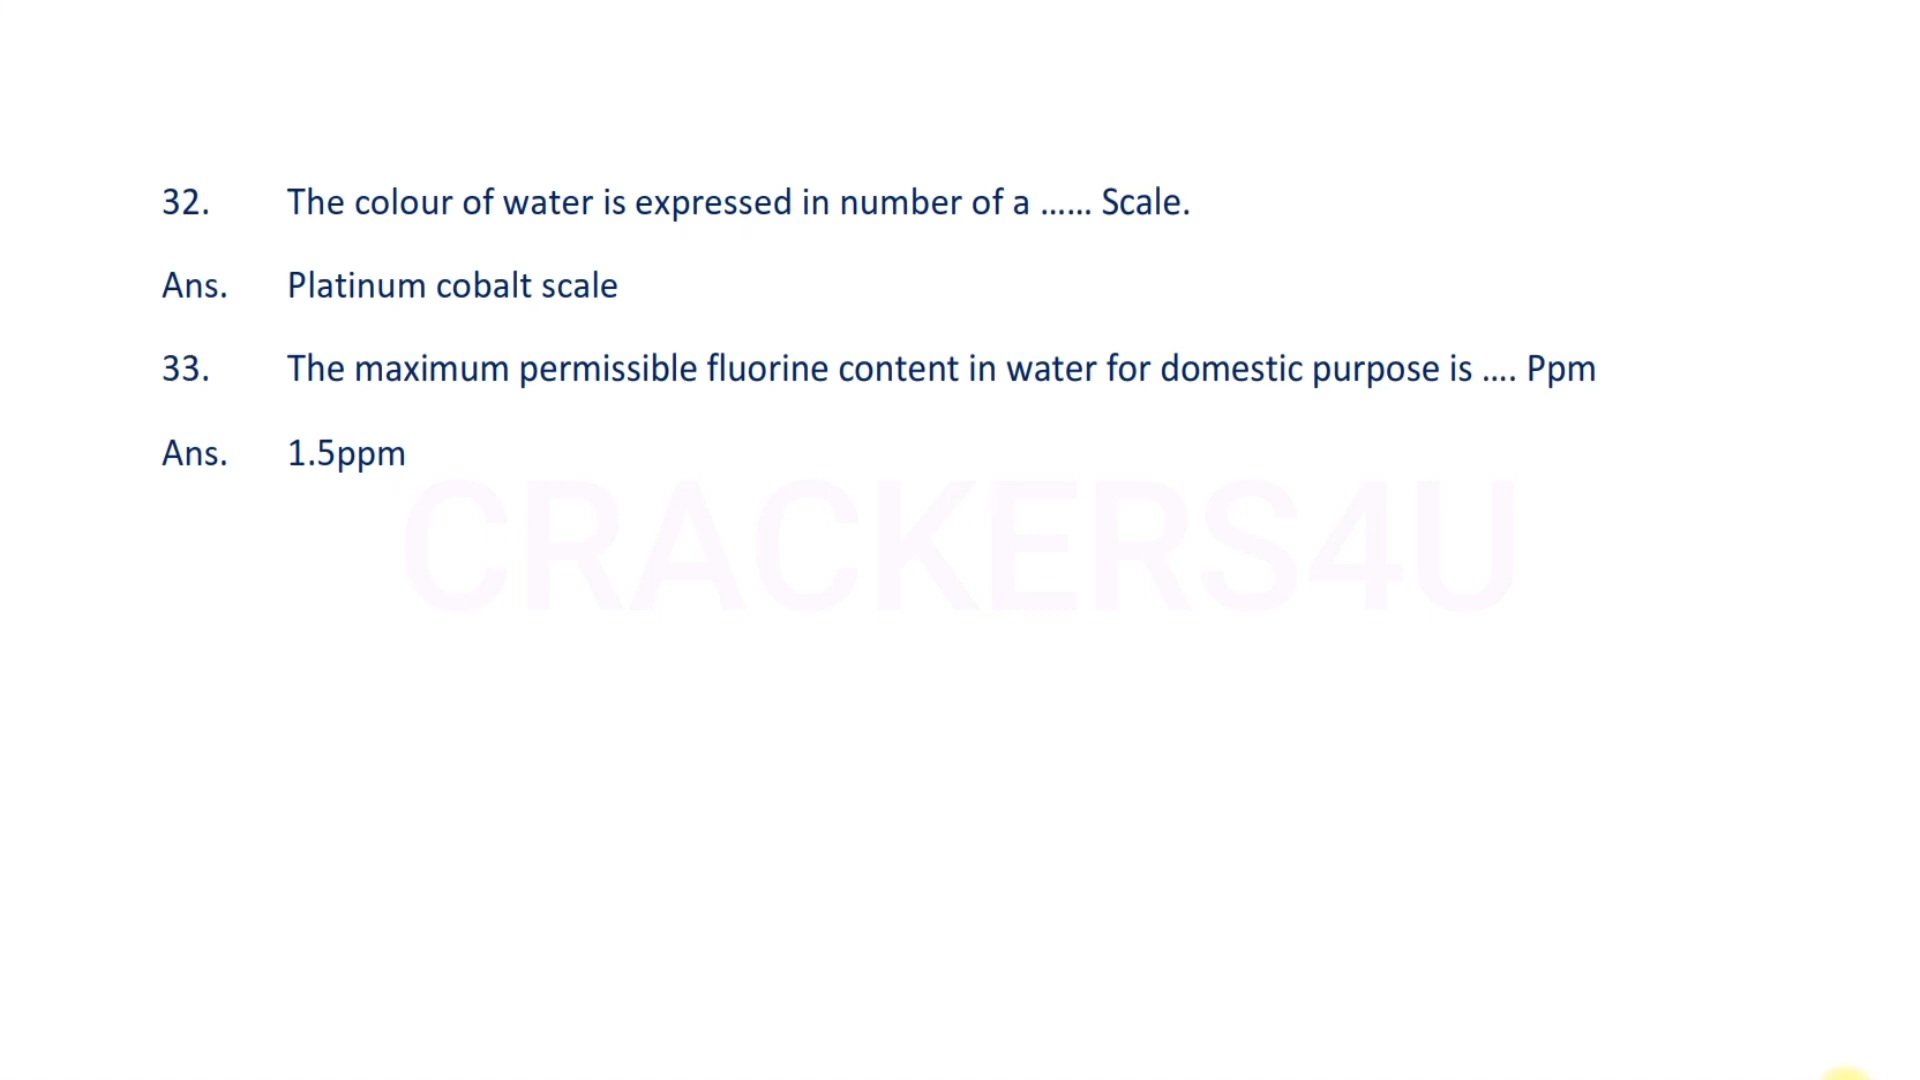 32. The colour of water is expressed in number of a ...... Scale.
Ans. Platinum cobalt scale
33. The maximum permissible fluorine content in water for domestic purpose is .... Ppm
Ans. 1.5ppm
CRACKERS4U